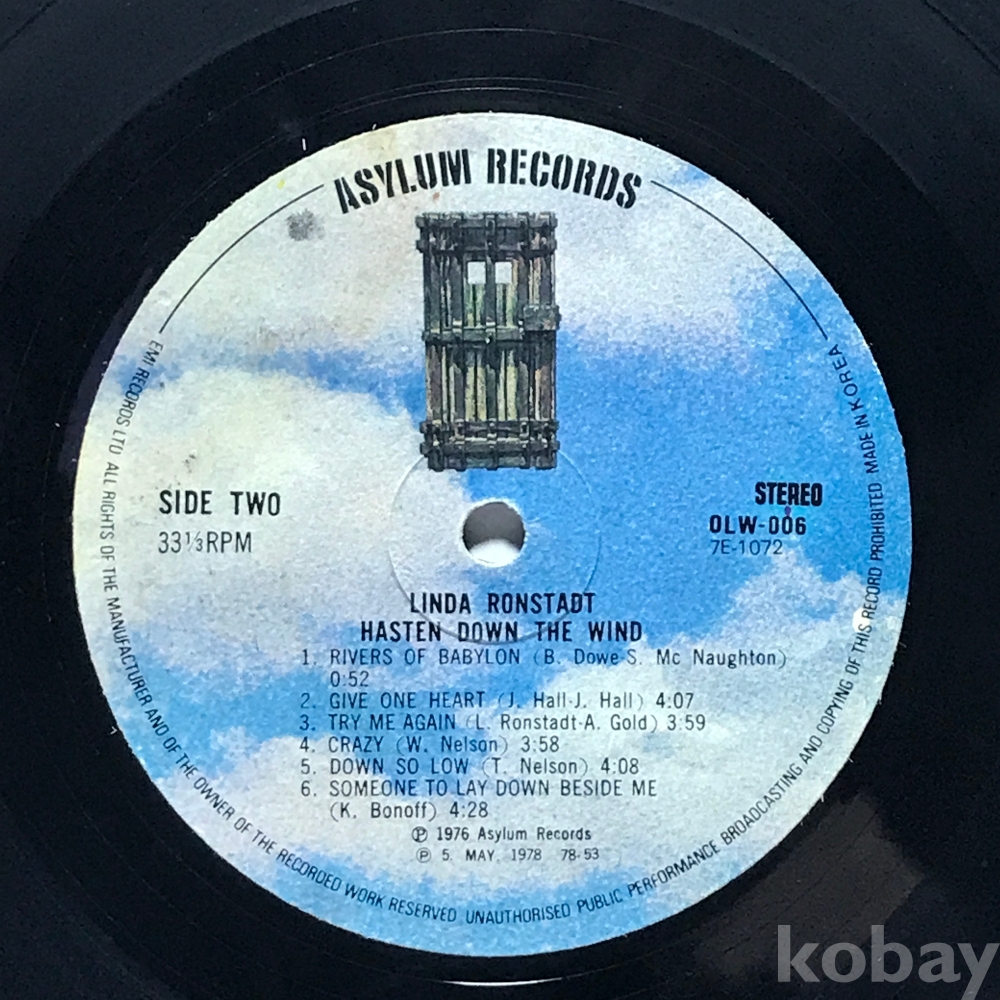 ASYLUM RECORDS
SIDE TWO
33⅓RPM
STEREO
OLW-006
7E-1072
LINDA RONSTADT
HASTEN DOWN THE WIND
1. RIVERS OF BABYLON (B. Dowe-S. Mc Naughton)
0:52
2. GIVE ONE HEART (J. Hall-J. Hall) 4:07
3. TRY ME AGAIN (L. Ronstadt-A. Gold) 3:59
4. CRAZY (W. Nelson) 3:58
5. DOWN SO LOW (T. Nelson) 4:08
6. SOMEONE TO LAY DOWN BESIDE ME
(K. Bonoff) 4:28
℗ 1976 Asylum Records
℗ 5. MAY. 1978 78-53
EMI RECORDS LTD ALL RIGHTS OF THE MANUFACTURER AND OF THE OWNER OF THE RECORDED WORK RESERVED. UNAUTHORISED PUBLIC PERFORMANCE BROADCASTING AND COPYING OF THIS RECORD PROHIBITED MADE IN KOREA
kobay